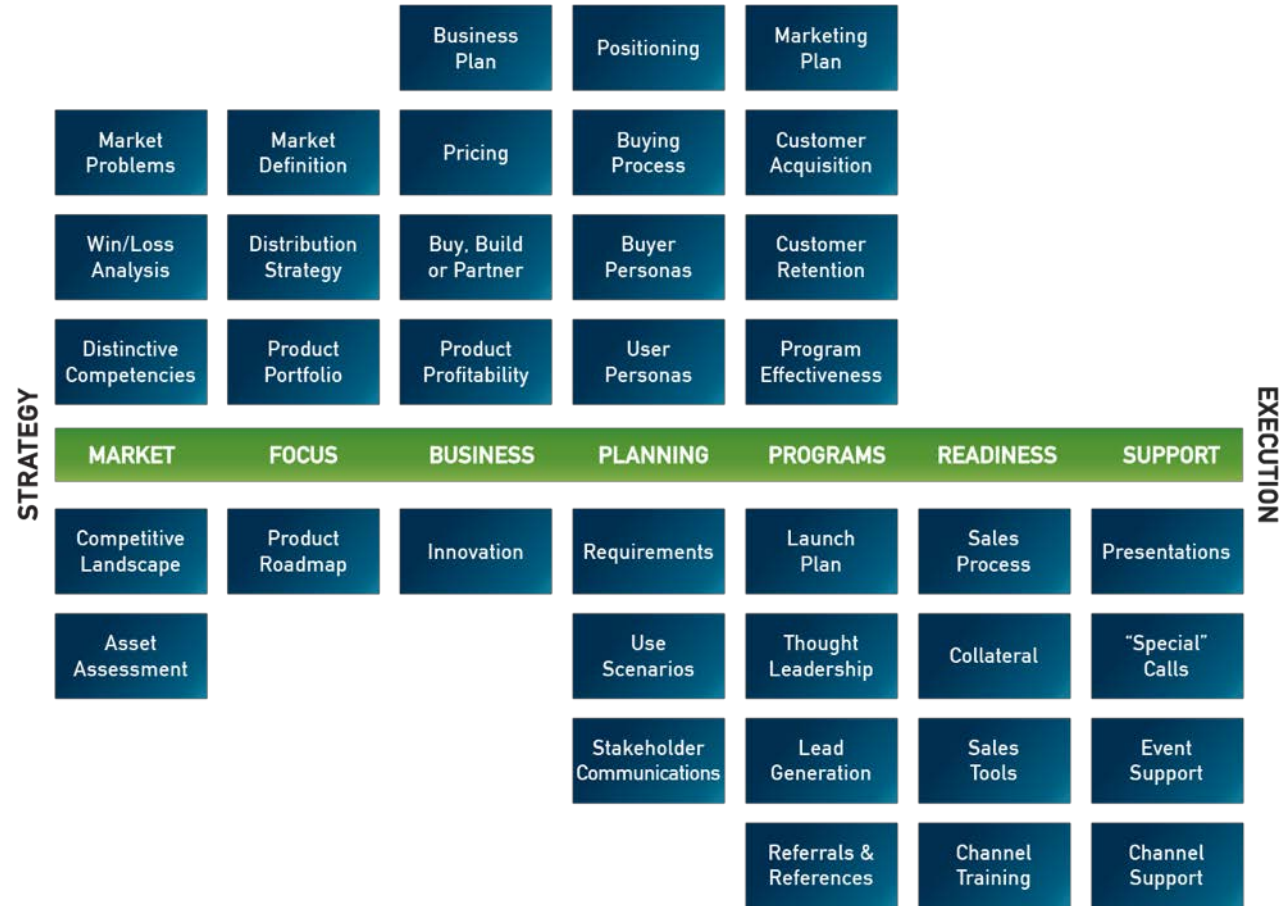 Business
Plan
Positioning
Marketing
Plan
Market
Problems
Market
Definition
Pricing
Buying
Process
Customer
Acquisition
Win/Loss
Analysis
Distribution
Strategy
Buy, Build
or Partner
Buyer
Personas
Customer
Retention
Distinctive
Competencies
Product
Portfolio
Product
Profitability
User
Personas
Program
Effectiveness
STRATEGY
MARKET
FOCUS
BUSINESS
PLANNING
PROGRAMS
READINESS
SUPPORT
EXECUTION
Competitive
Landscape
Product
Roadmap
Innovation
Requirements
Launch
Plan
Sales
Process
Presentations
Asset
Assessment
Use
Scenarios
Thought
Leadership
Collateral
“Special”
Calls
Stakeholder
Communications
Lead
Generation
Sales
Tools
Event
Support
Referrals &
References
Channel
Training
Channel
Support